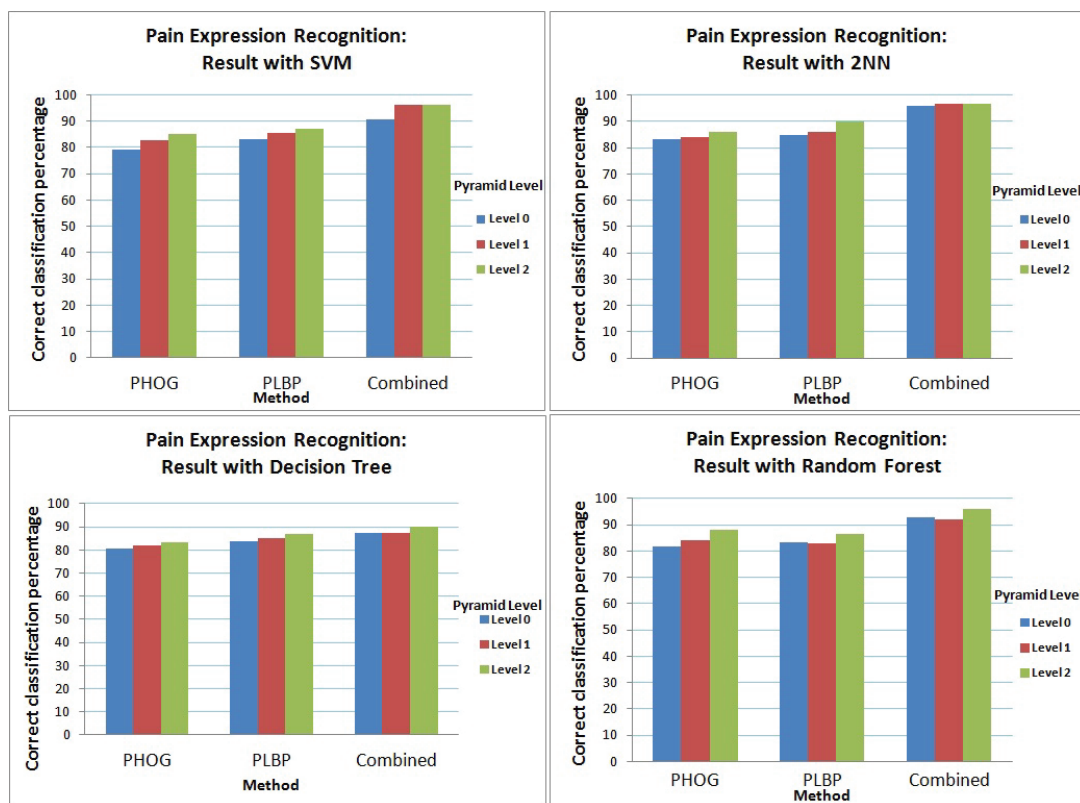 Pain Expression Recognition:
Result with SVM
Correct classification percentage
100
90
80
70
60
50
40
30
20
10
0
PHOG PLBP Combined
Method
Pyramid Level
Level 0
Level 1
Level 2
Pain Expression Recognition:
Result with 2NN
Correct classification percentage
100
90
80
70
60
50
40
30
20
10
0
PHOG PLBP Combined
Method
Pyramid Level
Level 0
Level 1
Level 2
Pain Expression Recognition:
Result with Decision Tree
Correct classification percentage
100
90
80
70
60
50
40
30
20
10
0
PHOG PLBP Combined
Method
Pyramid Level
Level 0
Level 1
Level 2
Pain Expression Recognition:
Result with Random Forest
Correct classification percentage
100
90
80
70
60
50
40
30
20
10
0
PHOG PLBP Combined
Method
Pyramid Level
Level 0
Level 1
Level 2